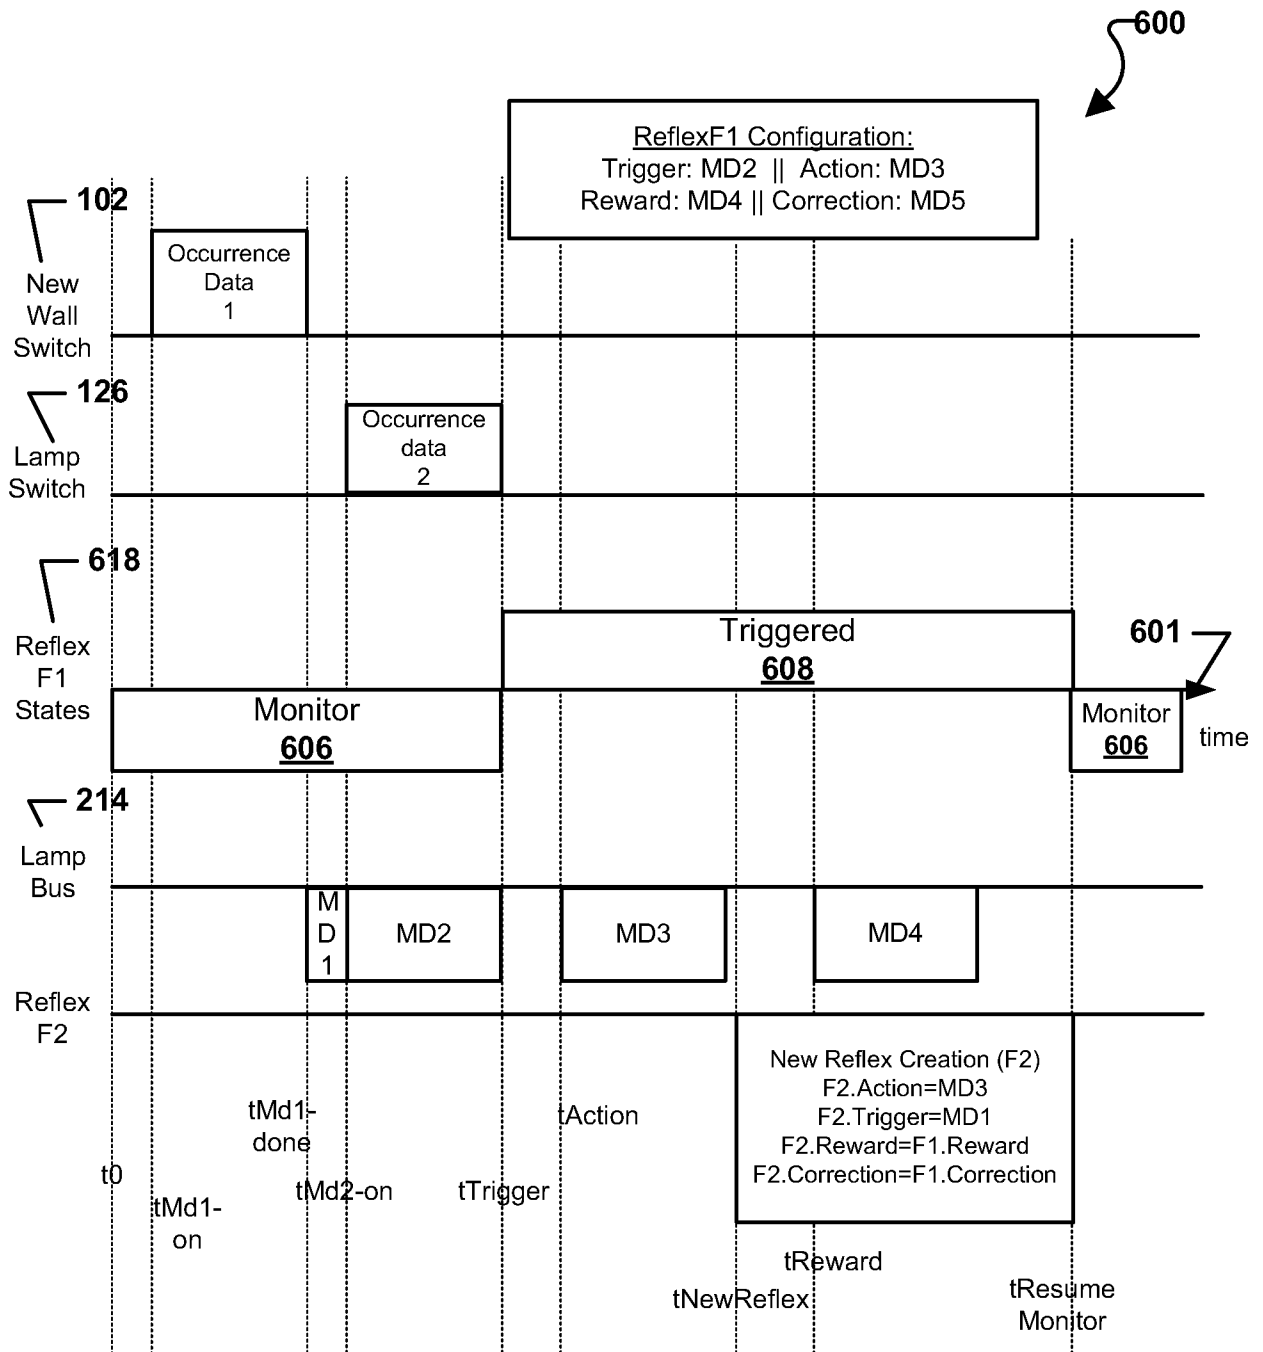 600
ReflexF1 Configuration:
Trigger: MD2 || Action: MD3
Reward: MD4 || Correction: MD5
102
New
Wall
Switch
Occurrence
Data
1
126
Lamp
Switch
Occurrence
data
2
618
Reflex
F1
States
Triggered
608
601
Monitor
606
Monitor
606
time
214
Lamp
Bus
M
D
1
MD2
MD3
MD4
Reflex
F2
New Reflex Creation (F2)
F2.Action=MD3
F2.Trigger=MD1
F2.Reward=F1.Reward
F2.Correction=F1.Correction
t0
tMd1-
on
tMd1-
done
tMd2-on
tTrigger
tAction
tNewReflex
tReward
tResume
Monitor